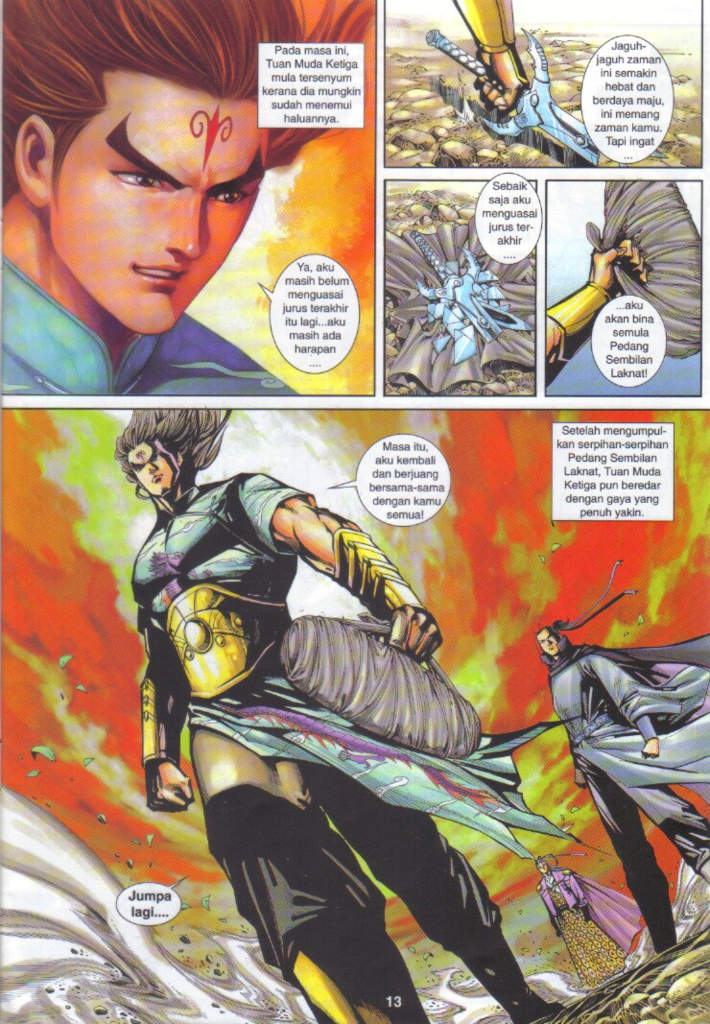 Pada masa ini,
Tuan Muda Ketiga
mula tersenyum
kerana dia mungkin
sudah menemui
haluannya.
Ya, aku
masih belum
menguasai
jurus terakhir
itu lagi...aku
masih ada
harapan
....
Jaguh-
jaguh zaman
ini semakin
hebat dan
berdaya maju,
ini memang
zaman kamu.
Tapi ingat
...
Sebaik
saja aku
menguasai
jurus ter-
akhir
....
...aku
akan bina
semula
Pedang
Sembilan
Laknat!
Masa itu,
aku kembali
dan berjuang
bersama-sama
dengan kamu
semua!
Setelah mengumpul-
kan serpihan-serpihan
Pedang Sembilan
Laknat, Tuan Muda
Ketiga pun beredar
dengan gaya yang
penuh yakin.
Jumpa
lagi....
13